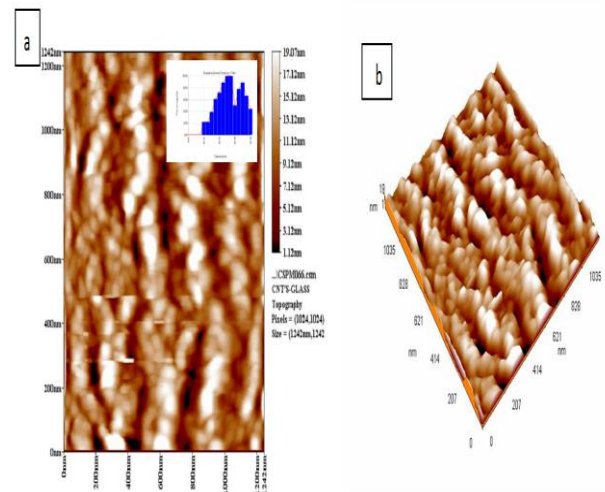 a
1242nm
1200nm
1000nm
800nm
600nm
400nm
200nm
0nm
0nm
200nm
400nm
600nm
800nm
1000nm
1200nm
1242nm
19.07nm
17.12nm
15.12nm
13.12nm
11.12nm
9.12nm
7.12nm
5.12nm
3.12nm
1.12nm
CNT'S-GLASS
Topography
Pixels = (1024,1024)
Size = (1242nm,1242
b
nm
1035
828
621
nm
414
207
0
0
207
414
nm
621
828
1035